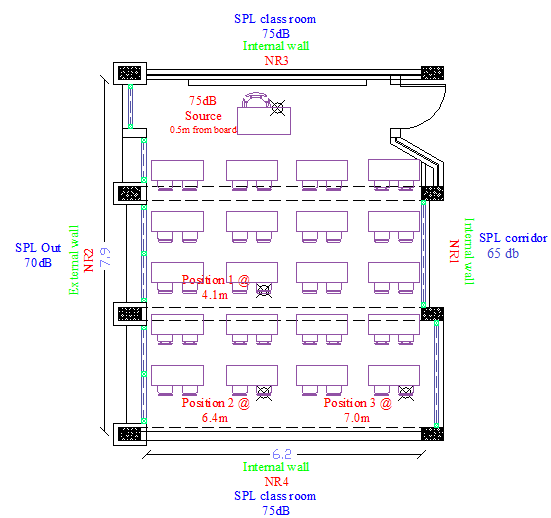 SPL class room
75dB
Internal wall
NR3
75dB
Source
0.5m from board
SPL Out
70dB
External wall
NR2
7.9
Internal wall
NR1
SPL corridor
65 db
Position 1 @
4.1m
Position 2 @
6.4m
Position 3 @
7.0m
6.2
Internal wall
NR4
SPL class room
75dB